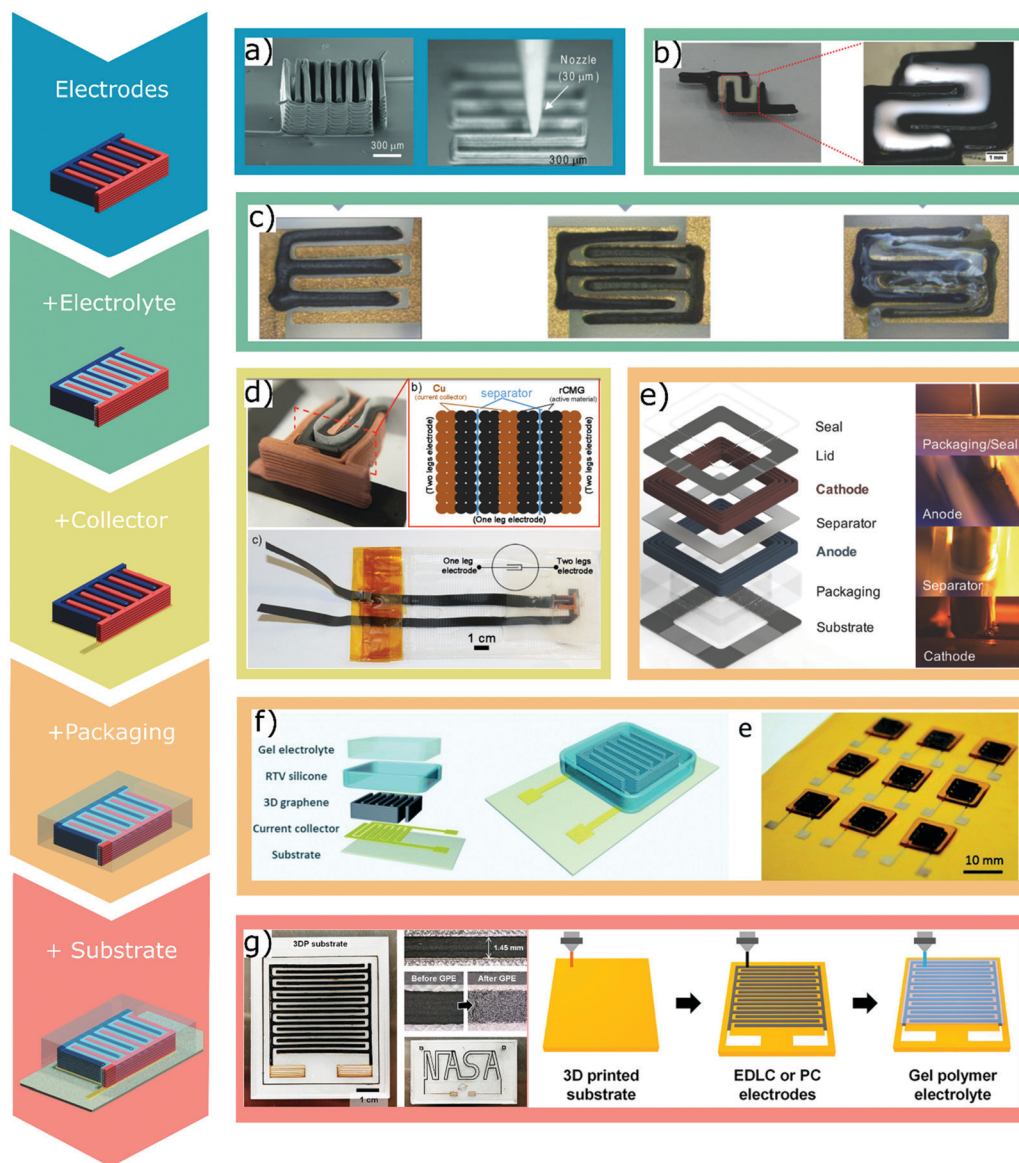 Electrodes
+Electrolyte
+Collector
+Packaging
+ Substrate
a)
300 μm
Nozzle
(30 μm)
300 μm
b)
1 mm
c)
d)
b)
Cu
(current collector)
separator
rCMG
(active material)
(Two legs electrode)
(Two legs electrode)
(One leg electrode)
c)
One leg
electrode
Two legs
electrode
1 cm
e)
Seal
Lid
Cathode
Separator
Anode
Packaging
Substrate
Packaging/Seal
Anode
Separator
Cathode
f)
Gel electrolyte
RTV silicone
3D graphene
Current collector
Substrate
e
10 mm
g)
3DP substrate
1 cm
1.45 mm
Before GPE
After GPE
NASA
3D printed
substrate
EDLC or PC
electrodes
Gel polymer
electrolyte